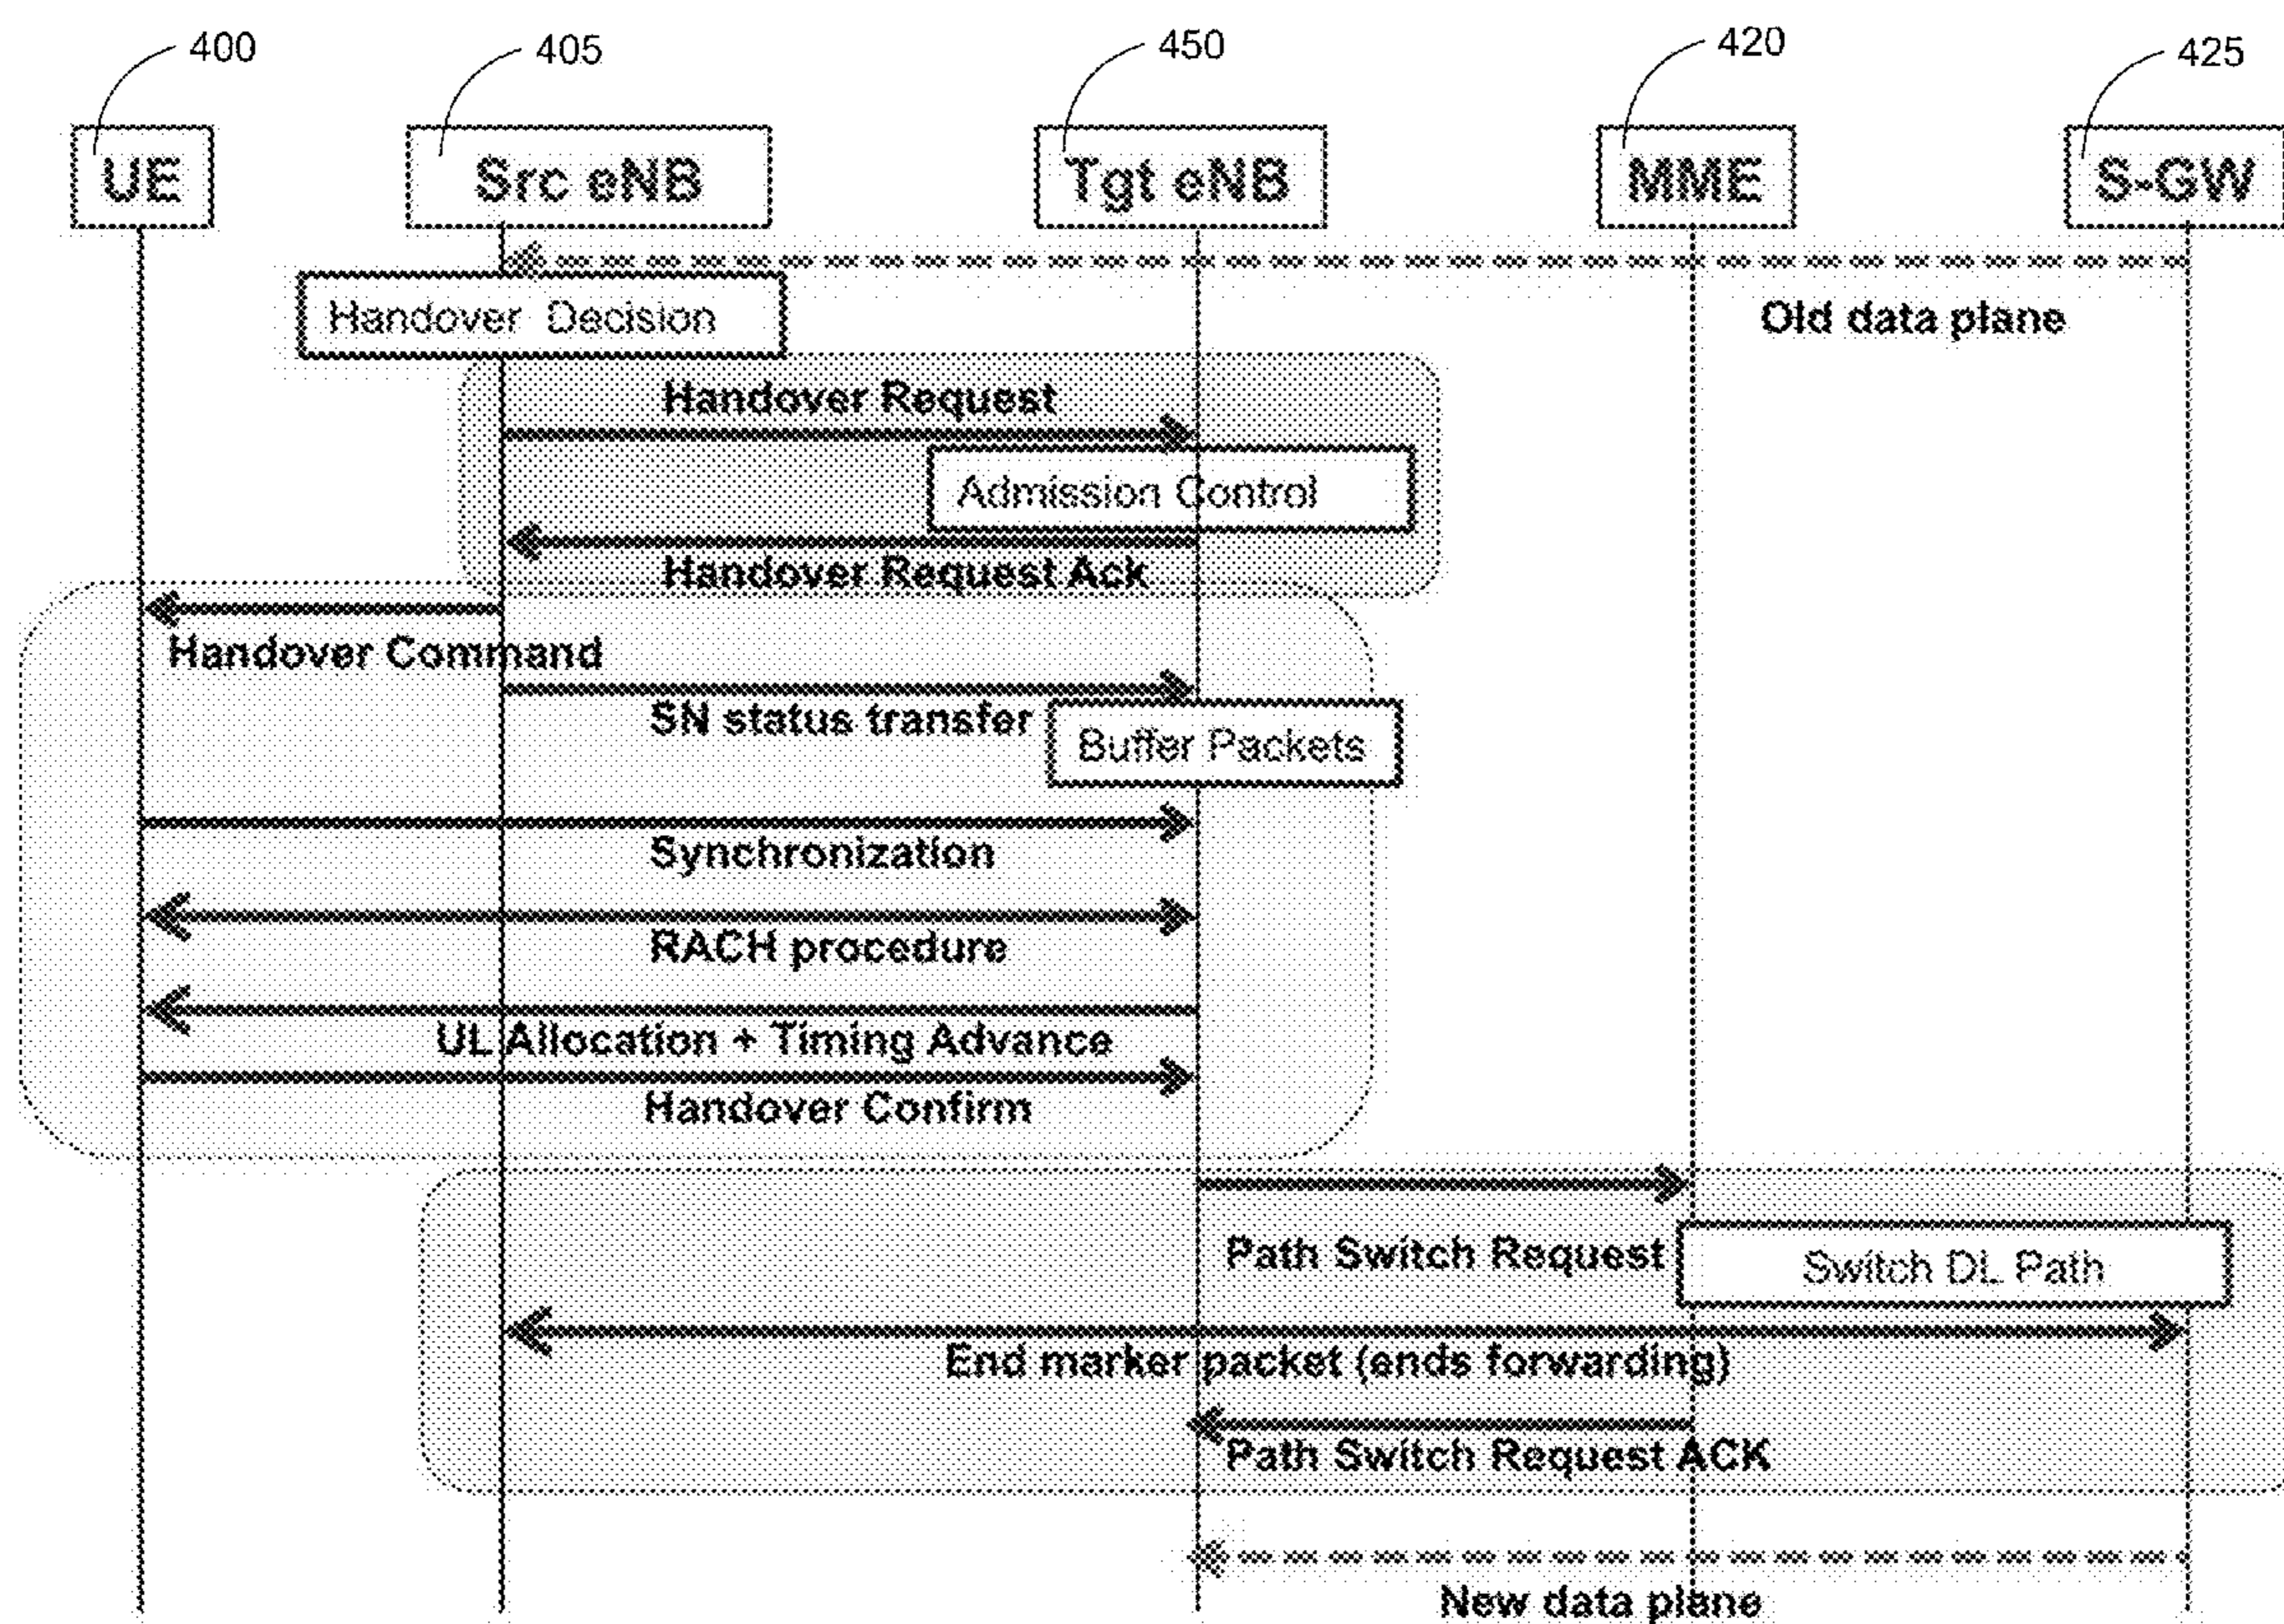 400
405
450
420
425
UE
Src eNB
Tgt eNB
MME
S-GW
Handover Decision
Old data plane
Handover Request
Admission Control
Handover Request Ack
Handover Command
SN status transfer
Buffer Packets
Synchronization
RACH procedure
UL Allocation + Timing Advance
Handover Confirm
Path Switch Request
Switch DL Path
End marker packet (ends forwarding)
Path Switch Request ACK
New data plane